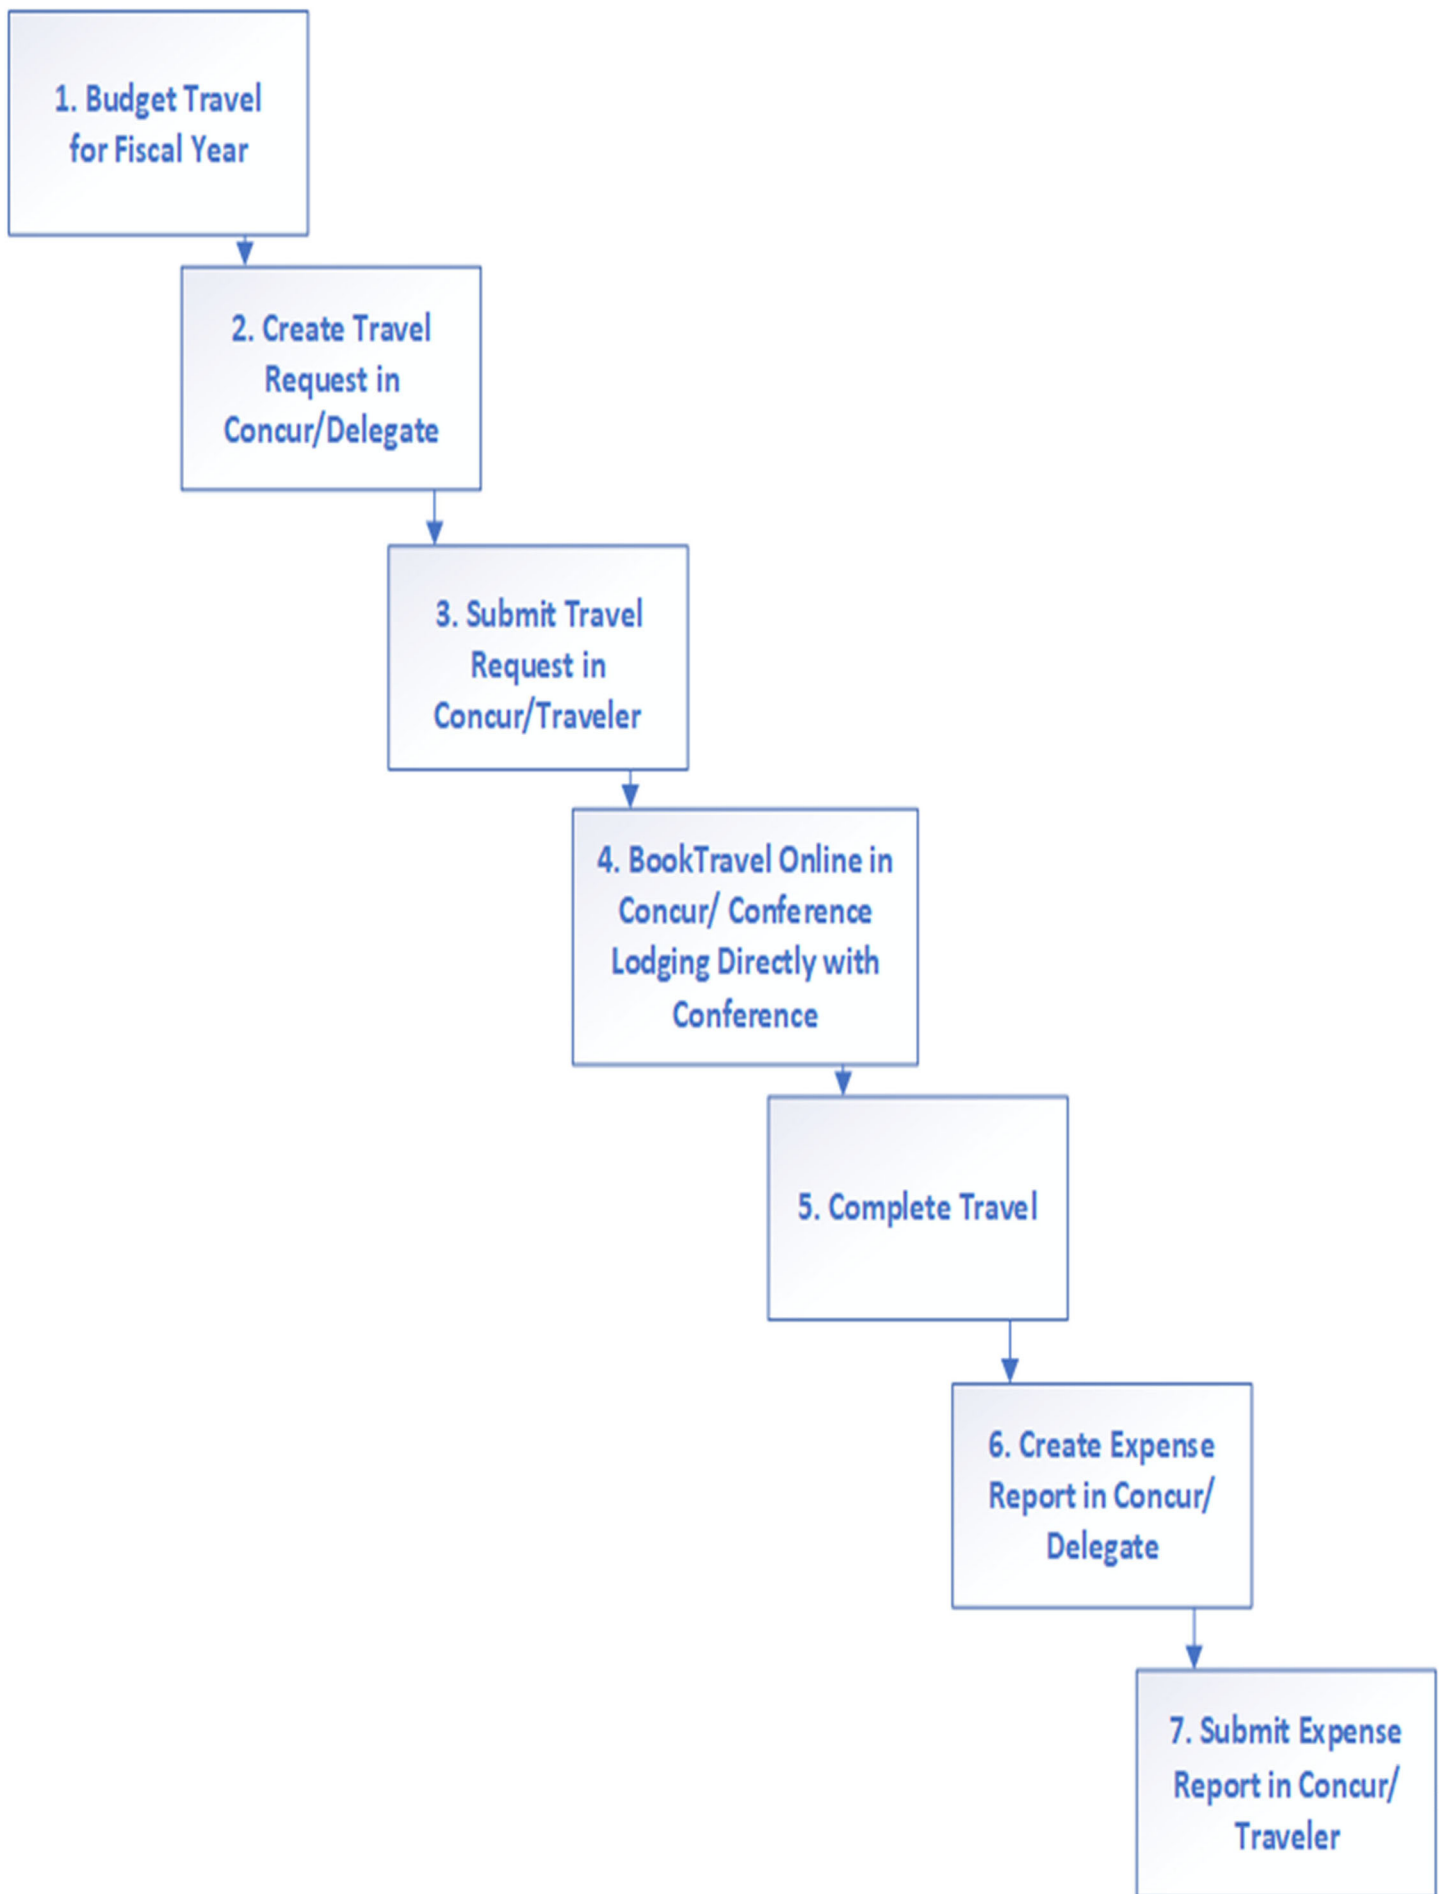 1. Budget Travel
for Fiscal Year
2. Create Travel
Request in
Concur/Delegate
3. Submit Travel
Request in
Concur/Traveler
4. BookTravel Online in
Concur/ Conference
Lodging Directly with
Conference
5. Complete Travel
6. Create Expense
Report in Concur/
Delegate
7. Submit Expense
Report in Concur/
Traveler